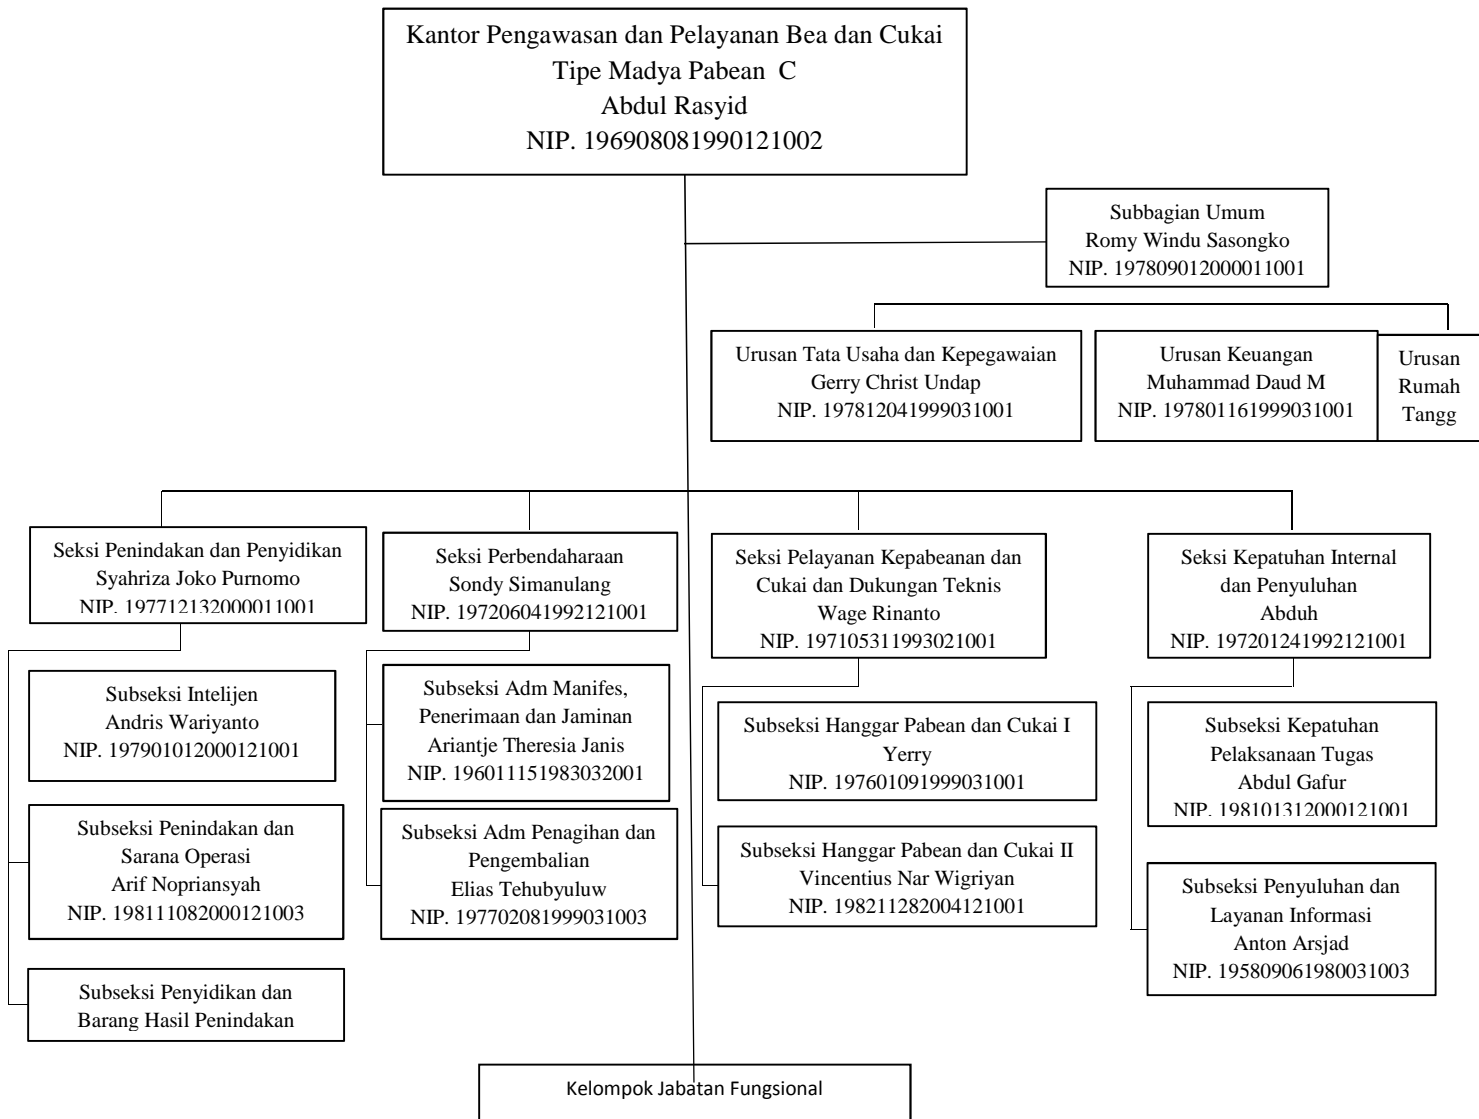 Kantor Pengawasan dan Pelayanan Bea dan Cukai
Tipe Madya Pabean C
Abdul Rasyid
NIP. 196908081990121002
Subbagian Umum
Romy Windu Sasongko
NIP. 197809012000011001
Urusan Tata Usaha dan Kepegawaian
Gerry Christ Undap
NIP. 197812041999031001
Urusan Keuangan
Muhammad Daud M
NIP. 197801161999031001
Urusan
Rumah
Tangg
Seksi Penindakan dan Penyidikan
Syahriza Joko Purnomo
NIP. 197712132000011001
Seksi Perbendaharaan
Sondy Simanulang
NIP. 197206041992121001
Seksi Pelayanan Kepabeanan dan
Cukai dan Dukungan Teknis
Wage Rinanto
NIP. 197105311993021001
Seksi Kepatuhan Internal
dan Penyuluhan
Abduh
NIP. 197201241992121001
Subseksi Intelijen
Andris Wariyanto
NIP. 197901012000121001
Subseksi Adm Manifes,
Penerimaan dan Jaminan
Ariantje Theresia Janis
NIP. 196011151983032001
Subseksi Hanggar Pabean dan Cukai I
Yerry
NIP. 197601091999031001
Subseksi Kepatuhan
Pelaksanaan Tugas
Abdul Gafur
NIP. 198101312000121001
Subseksi Penindakan dan
Sarana Operasi
Arif Nopriansyah
NIP. 198111082000121003
Subseksi Adm Penagihan dan
Pengembalian
Elias Tehubyuluw
NIP. 197702081999031003
Subseksi Hanggar Pabean dan Cukai II
Vincentius Nar Wigriyan
NIP. 198211282004121001
Subseksi Penyuluhan dan
Layanan Informasi
Anton Arsjad
NIP. 195809061980031003
Subseksi Penyidikan dan
Barang Hasil Penindakan
Kelompok Jabatan Fungsional